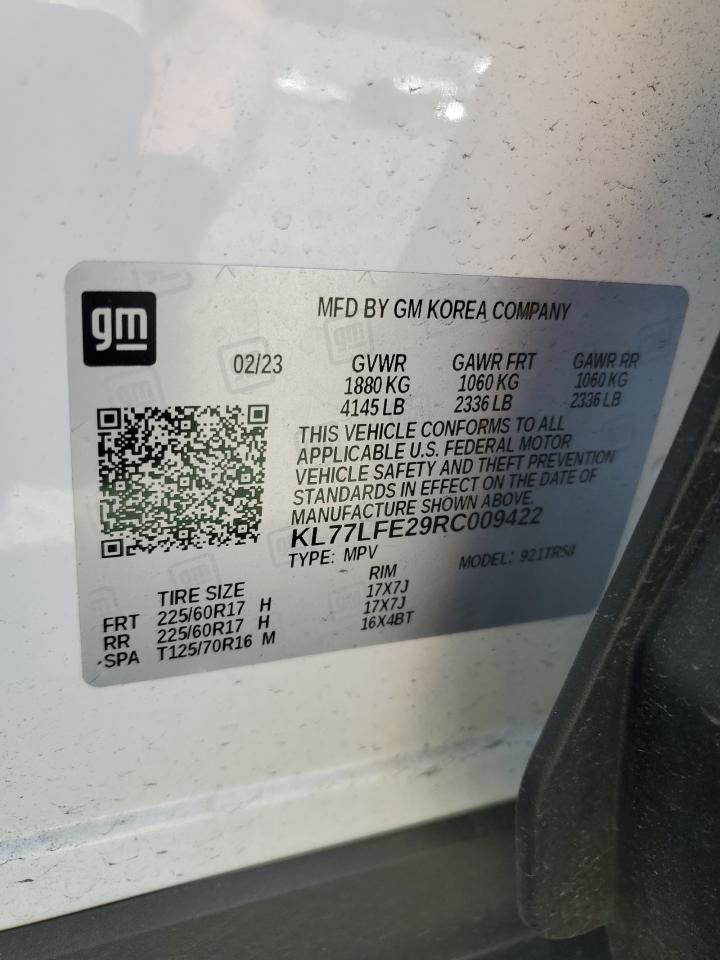 gm
MFD BY GM KOREA COMPANY
02/23 GVWR GAWR FRT GAWR RR
1880 KG 1060 KG 1060 KG
4145 LB 2336 LB 2336 LB
THIS VEHICLE CONFORMS TO ALL
APPLICABLE U.S. FEDERAL MOTOR
VEHICLE SAFETY AND THEFT PREVENTION
STANDARDS IN EFFECT ON THE DATE OF
MANUFACTURE SHOWN ABOVE.
KL77LFE29RC009422
TYPE: MPV MODEL: 921TR58
TIRE SIZE RIM
FRT 225/60R17 H 17X7J
RR 225/60R17 H 17X7J
SPA T125/70R16 M 16X4BT